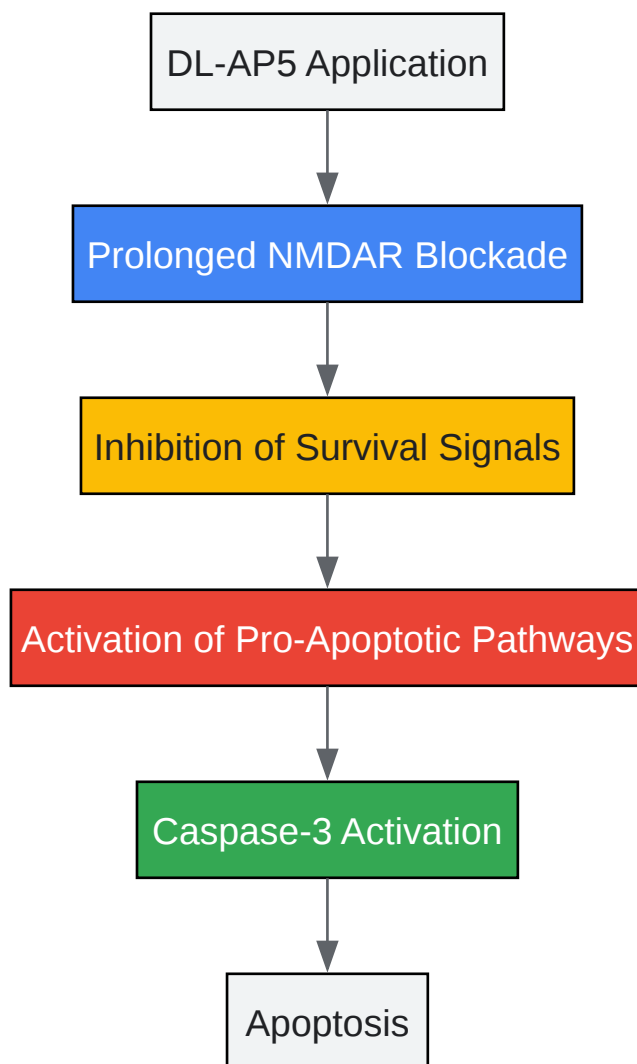 DL-AP5 Application
Prolonged NMDAR Blockade
Inhibition of Survival Signals
Activation of Pro-Apoptotic Pathways
Caspase-3 Activation
Apoptosis